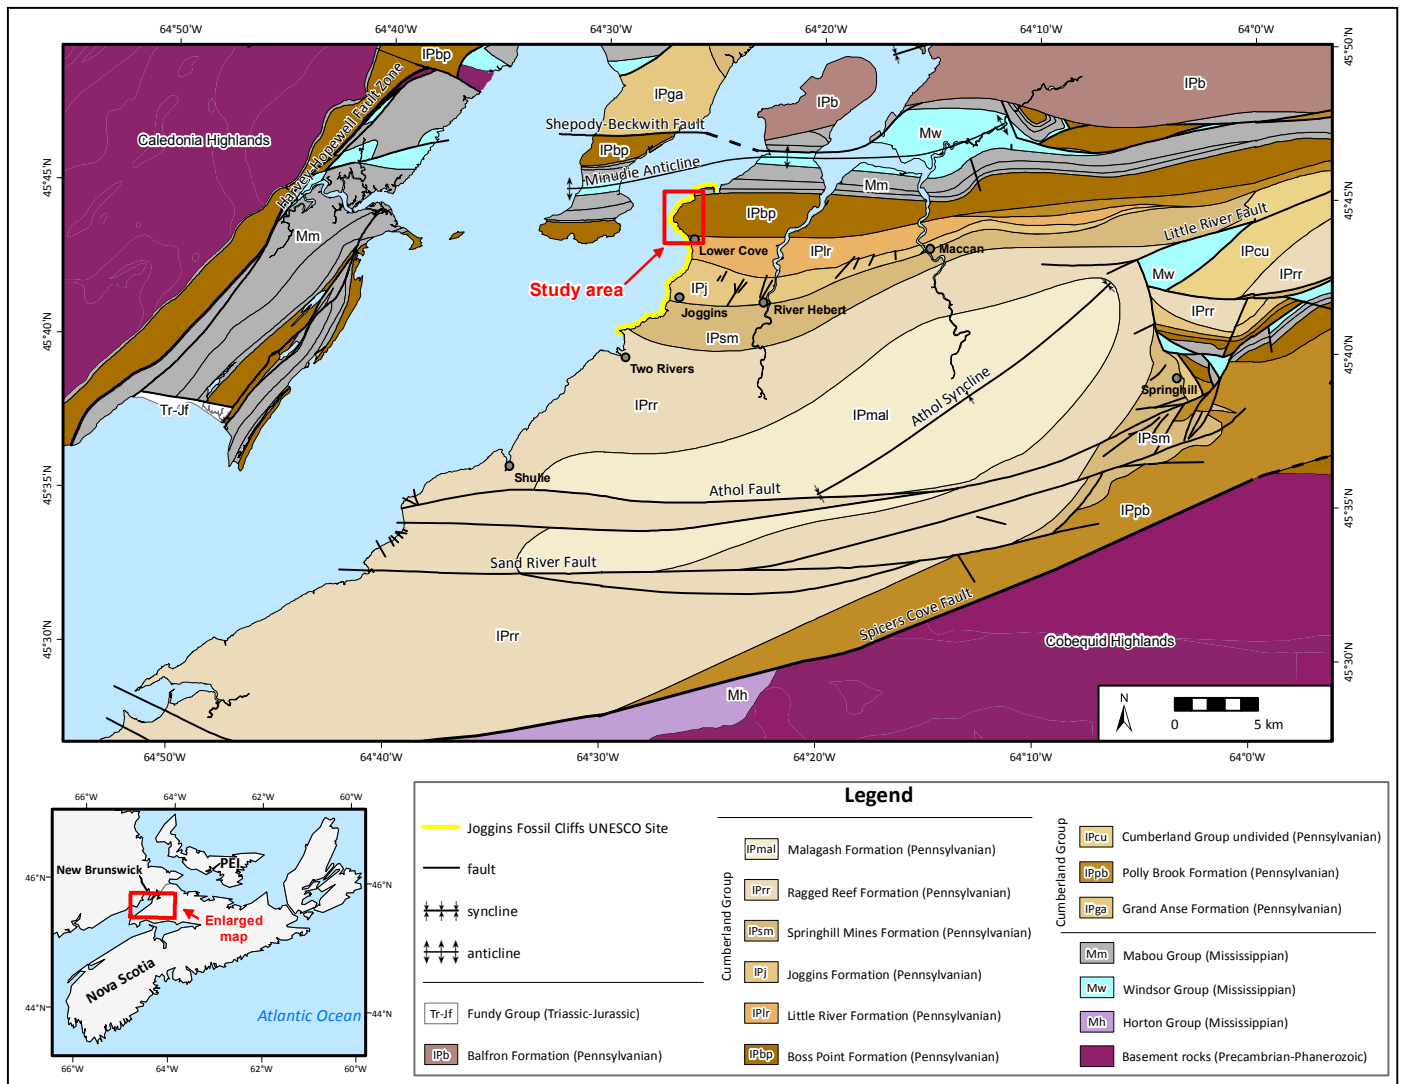 64°50'W
64°40'W
64°30'W
64°20'W
64°10'W
64°0'W
45°50'N
45°45'N
45°40'N
45°35'N
45°30'N
45°45'N
45°40'N
45°35'N
45°30'N
IPbp
IPga
IPb
IPb
Caledonia Highlands
Harvey-Hopewell Fault Zone
Shepody-Beckwith Fault
Mw
IPbp
Minudie Anticline
Mm
Mm
IPbp
Little River Fault
Lower Cove
IPlr
Maccan
IPcu
Mw
IPrr
Study area
IPj
Joggins
River Hebert
IPrr
IPsm
Two Rivers
Springhill
Athol Syncline
IPrr
IPmal
Tr-Jf
IPsm
Shulie
Athol Fault
IPpb
Sand River Fault
Spicers Cove Fault
IPrr
Cobequid Highlands
Mh
N
0 5 km
64°50'W
64°40'W
64°30'W
64°20'W
64°10'W
64°0'W
66°W
64°W
62°W
60°W
New Brunswick
PEI
46°N
46°N
Enlarged
map
Nova Scotia
44°N
44°N
Atlantic Ocean
66°W
64°W
62°W
60°W
Legend
Joggins Fossil Cliffs UNESCO Site
fault
syncline
anticline
Tr-Jf Fundy Group (Triassic-Jurassic)
IPb Balfron Formation (Pennsylvanian)
Cumberland Group
IPmal Malagash Formation (Pennsylvanian)
IPrr Ragged Reef Formation (Pennsylvanian)
IPsm Springhill Mines Formation (Pennsylvanian)
IPj Joggins Formation (Pennsylvanian)
IPlr Little River Formation (Pennsylvanian)
IPbp Boss Point Formation (Pennsylvanian)
Cumberland Group
IPcu Cumberland Group undivided (Pennsylvanian)
IPpb Polly Brook Formation (Pennsylvanian)
IPga Grand Anse Formation (Pennsylvanian)
Mm Mabou Group (Mississippian)
Mw Windsor Group (Mississippian)
Mh Horton Group (Mississippian)
Basement rocks (Precambrian-Phanerozoic)